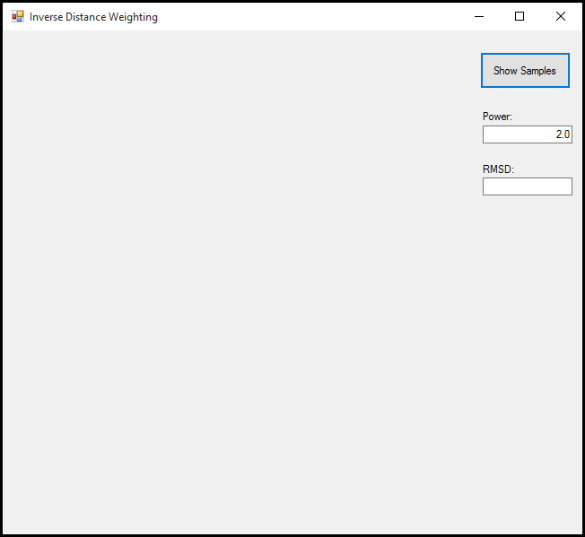 Inverse Distance Weighting
Show Samples
Power:
2.0
RMSD: